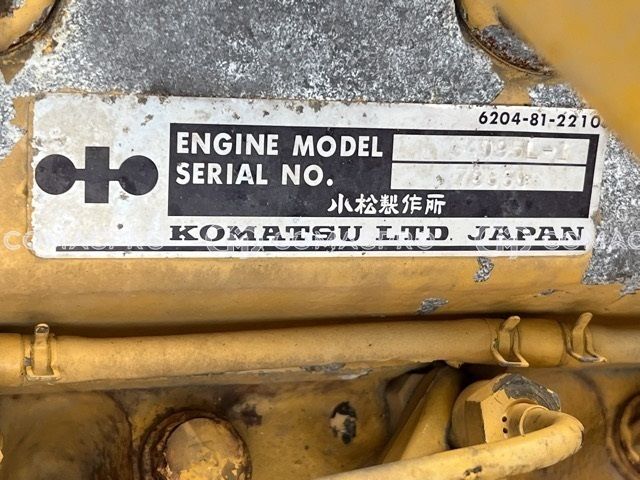 6204-81-2210
ENGINE MODEL
SERIAL NO.
小松製作所
KOMATSU LTD. JAPAN